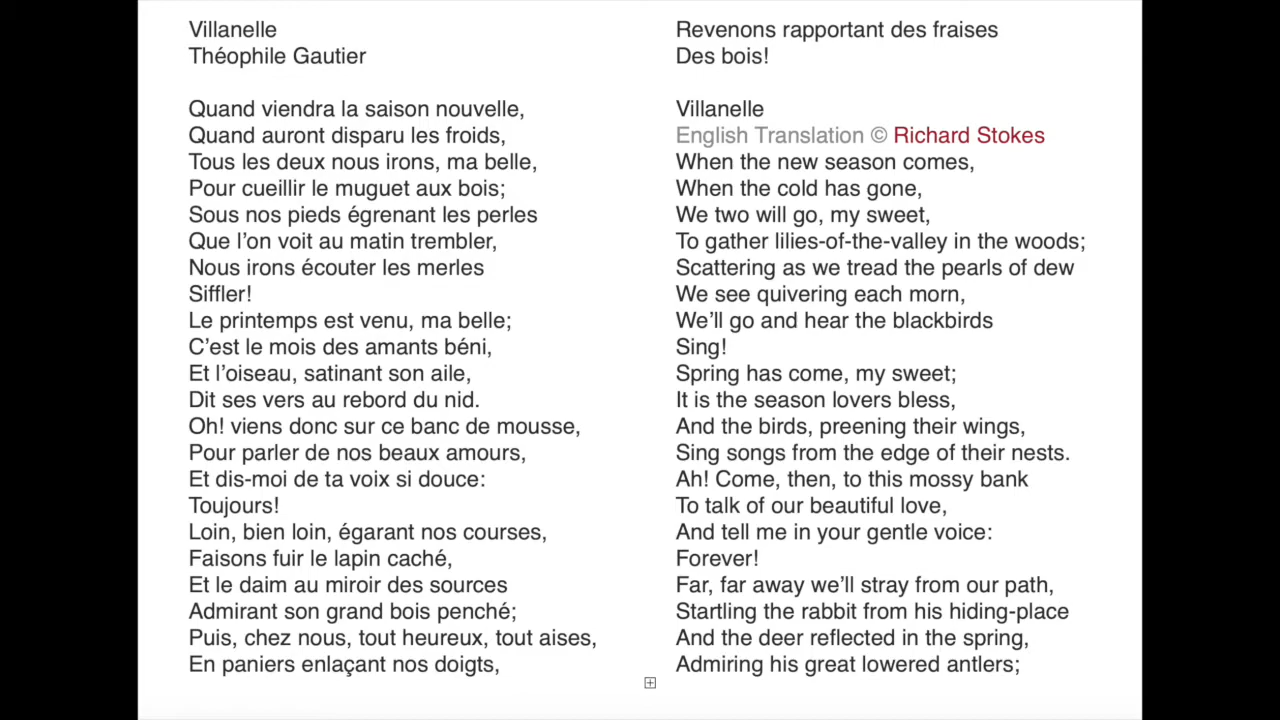 Villanelle
Théophile Gautier
Quand viendra la saison nouvelle,
Quand auront disparu les froids,
Tous les deux nous irons, ma belle,
Pour cueillir le muguet aux bois;
Sous nos pieds égrenant les perles
Que l’on voit au matin trembler,
Nous irons écouter les merles
Siffler!
Le printemps est venu, ma belle;
C’est le mois des amants béni,
Et l’oiseau, satinant son aile,
Dit ses vers au rebord du nid.
Oh! viens donc sur ce banc de mousse,
Pour parler de nos beaux amours,
Et dis-moi de ta voix si douce:
Toujours!
Loin, bien loin, égarant nos courses,
Faisons fuir le lapin caché,
Et le daim au miroir des sources
Admirant son grand bois penché;
Puis, chez nous, tout heureux, tout aises,
En paniers enlaçant nos doigts,
Revenons rapportant des fraises
Des bois!
Villanelle
English Translation © Richard Stokes
When the new season comes,
When the cold has gone,
We two will go, my sweet,
To gather lilies-of-the-valley in the woods;
Scattering as we tread the pearls of dew
We see quivering each morn,
We’ll go and hear the blackbirds
Sing!
Spring has come, my sweet;
It is the season lovers bless,
And the birds, preening their wings,
Sing songs from the edge of their nests.
Ah! Come, then, to this mossy bank
To talk of our beautiful love,
And tell me in your gentle voice:
Forever!
Far, far away we’ll stray from our path,
Startling the rabbit from his hiding-place
And the deer reflected in the spring,
Admiring his great lowered antlers;